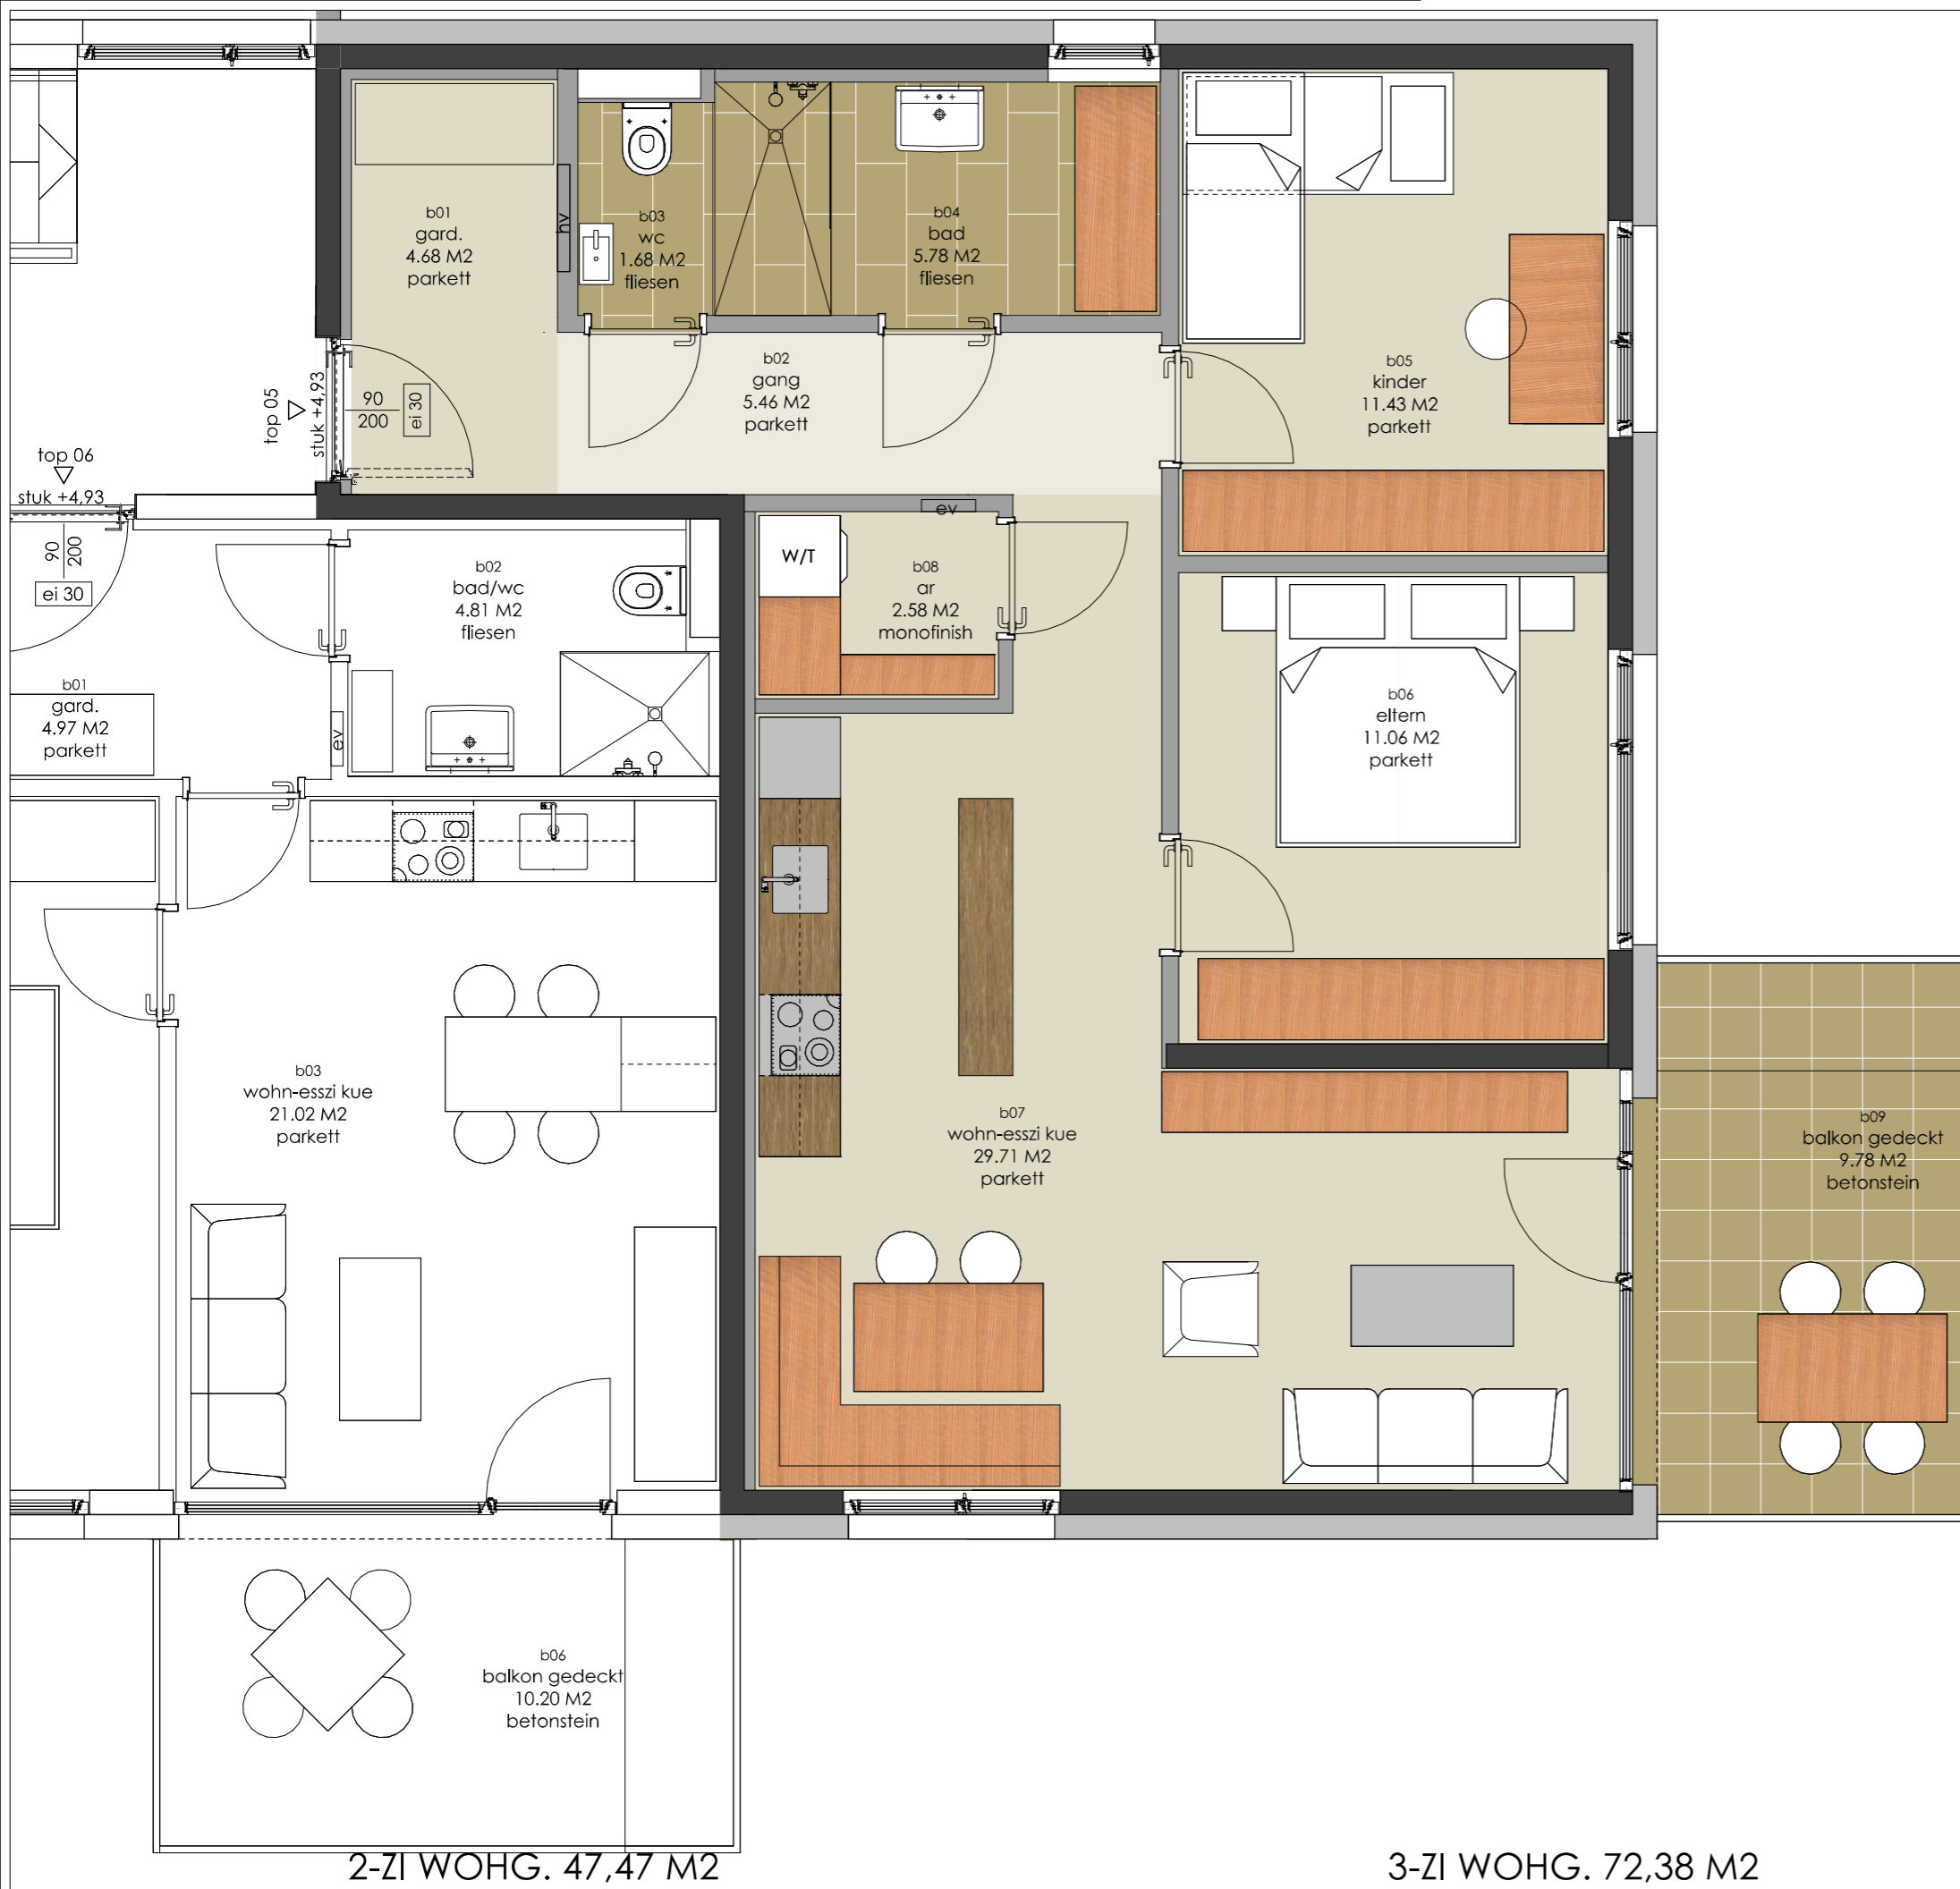 b01
gard.
4.68 M2
parkett
hv
b03
wc
1.68 M2
fliesen
b04
bad
5.78 M2
fliesen
b02
gang
5.46 M2
parkett
b05
kinder
11.43 M2
parkett
top 05
stuk +4,93
90
200
ei 30
top 06
stuk +4,93
90
200
ei 30
b02
bad/wc
4.81 M2
fliesen
ev
W/T
b08
ar
2.58 M2
monofinish
b01
gard.
4.97 M2
parkett
ev
b06
eltern
11.06 M2
parkett
b03
wohn-esszi kue
21.02 M2
parkett
b07
wohn-esszi kue
29.71 M2
parkett
b09
balkon gedeckt
9.78 M2
betonstein
b06
balkon gedeckt
10.20 M2
betonstein
2-ZI WOHG. 47,47 M2
3-ZI WOHG. 72,38 M2